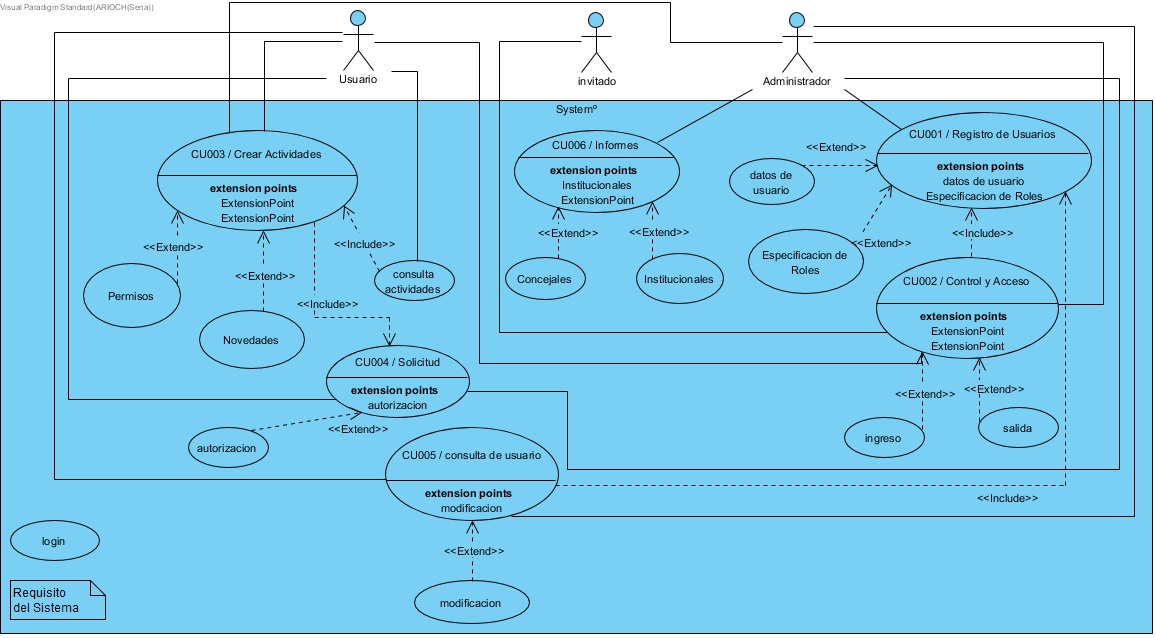 Visual Paradigm Standard(ARIOCH(Sena))
Usuario
invitado
Administrador
Systemº
CU003 / Crear Actividades
extension points
ExtensionPoint
ExtensionPoint
CU006 / Informes
extension points
Institucionales
ExtensionPoint
CU001 / Registro de Usuarios
extension points
datos de usuario
Especificacion de Roles
<<Extend>>
datos de
usuario
<<Extend>>
<<Include>>
<<Extend>>
<<Extend>>
<<Extend>>
<<Include>>
Especificacion de
Roles
<<Extend>>
Permisos
consulta
actividades
Concejales
Institucionales
CU002 / Control y Acceso
extension points
ExtensionPoint
ExtensionPoint
<<Include>>
Novedades
CU004 / Solicitud
extension points
autorizacion
<<Extend>>
<<Extend>>
<<Extend>>
autorizacion
ingreso
salida
CU005 / consulta de usuario
extension points
modificacion
<<Include>>
login
<<Extend>>
Requisito
del Sistema
modificacion